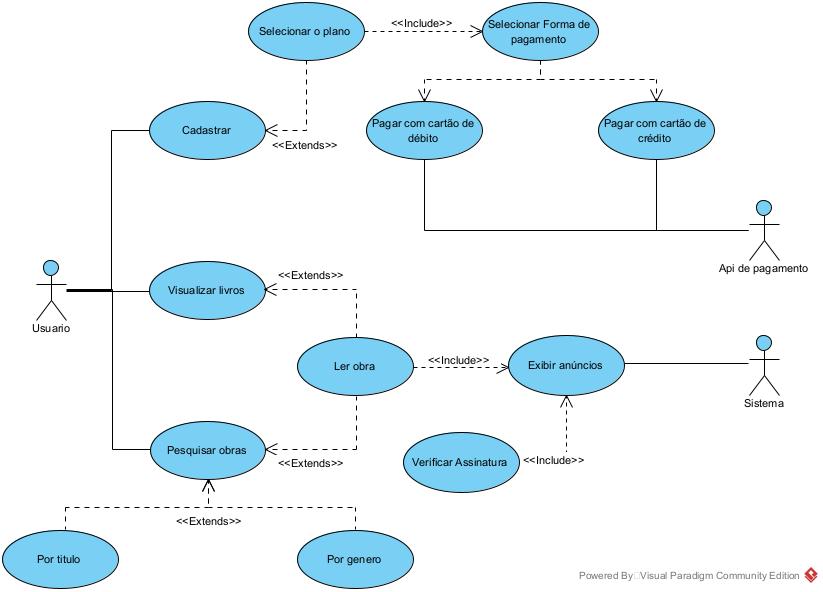 Selecionar o plano
<<Include>>
Selecionar Forma de
pagamento
Cadastrar
<<Extends>>
Pagar com cartão de
débito
Pagar com cartão de
crédito
Api de pagamento
Usuario
Visualizar livros
<<Extends>>
Ler obra
<<Include>>
Exibir anúncios
Sistema
Pesquisar obras
<<Extends>>
Verificar Assinatura
<<Include>>
<<Extends>>
Por titulo
Por genero
Powered By Visual Paradigm Community Edition